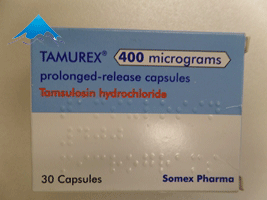 TAMUREX® 400 micrograms
prolonged-release capsules
Tamsulosin hydrochloride
30 Capsules Somex Pharma